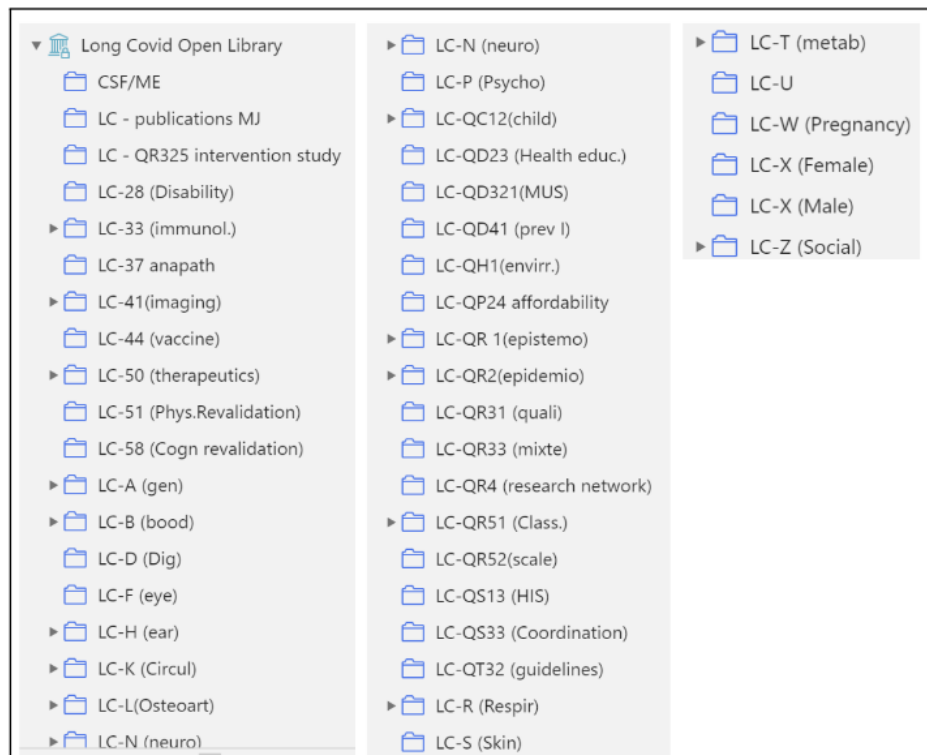 Long Covid Open Library
CSF/ME
LC - publications MJ
LC - QR325 intervention study
LC-28 (Disability)
LC-33 (immunol.)
LC-37 anapath
LC-41(imaging)
LC-44 (vaccine)
LC-50 (therapeutics)
LC-51 (Phys.Revalidation)
LC-58 (Cogn revalidation)
LC-A (gen)
LC-B (bood)
LC-D (Dig)
LC-F (eye)
LC-H (ear)
LC-K (Circul)
LC-L(Osteoart)
LC-N (neuro)
LC-N (neuro)
LC-P (Psycho)
LC-QC12(child)
LC-QD23 (Health educ.)
LC-QD321(MUS)
LC-QD41 (prev I)
LC-QH1(envirr.)
LC-QP24 affordability
LC-QR 1(epistemo)
LC-QR2(epidemio)
LC-QR31 (quali)
LC-QR33 (mixte)
LC-QR4 (research network)
LC-QR51 (Class.)
LC-QR52(scale)
LC-QS13 (HIS)
LC-QS33 (Coordination)
LC-QT32 (guidelines)
LC-R (Respir)
LC-S (Skin)
LC-T (metab)
LC-U
LC-W (Pregnancy)
LC-X (Female)
LC-X (Male)
LC-Z (Social)